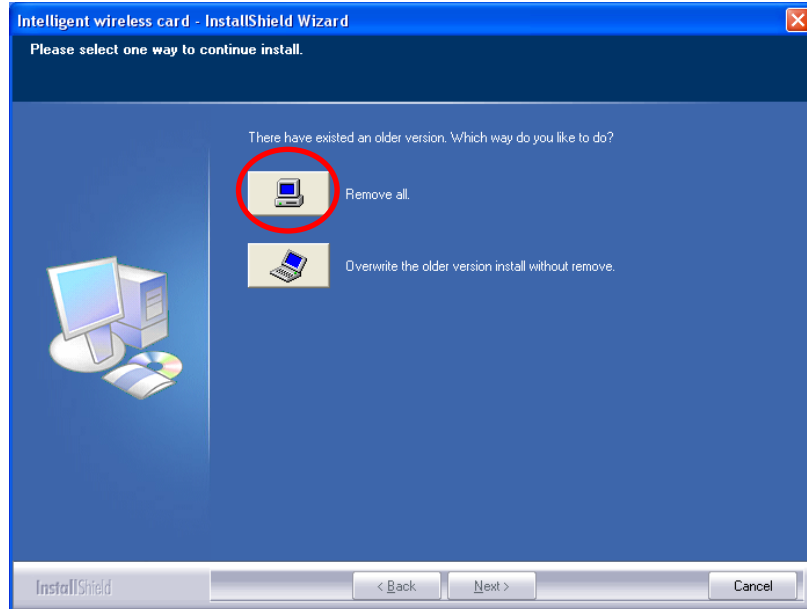 Intelligent wireless card - InstallShield Wizard
Please select one way to continue install.
There have existed an older version. Which way do you like to do?
Remove all.
Overwrite the older version install without remove.
InstallShield
< Back
Next >
Cancel